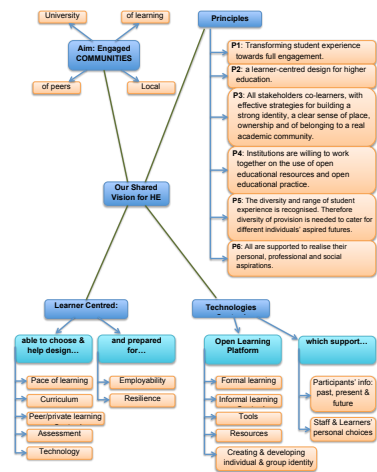 University
of learning
Aim: Engaged
COMMUNITIES
of peers
Local
Principles
P1: Transforming student experience
towards full engagement.
P2: a learner-centred design for higher
education.
P3: All stakeholders co-learners, with
effective strategies for building a
strong identity, a clear sense of place,
ownership and of belonging to a real
academic community.
P4: Institutions are willing to work
together on the use of open
educational resources and open
educational practice.
P5: The diversity and range of student
experience is recognised. Therefore
diversity of provision is needed to cater for
different individuals' aspired futures.
P6: All are supported to realise their
personal, professional and social
aspirations.
Our Shared
Vision for HE
Learner Centred:
able to choose &
help design...
Pace of learning
Curriculum
Peer/private learning
Assessment
Technology
and prepared
for...
Employability
Resilience
Technologies
Open Learning
Platform
Formal learning
Informal learning
Tools
Resources
Creating & developing
individual & group identity
which support...
Participants' info:
past, present &
future
Staff & Learners'
personal choices